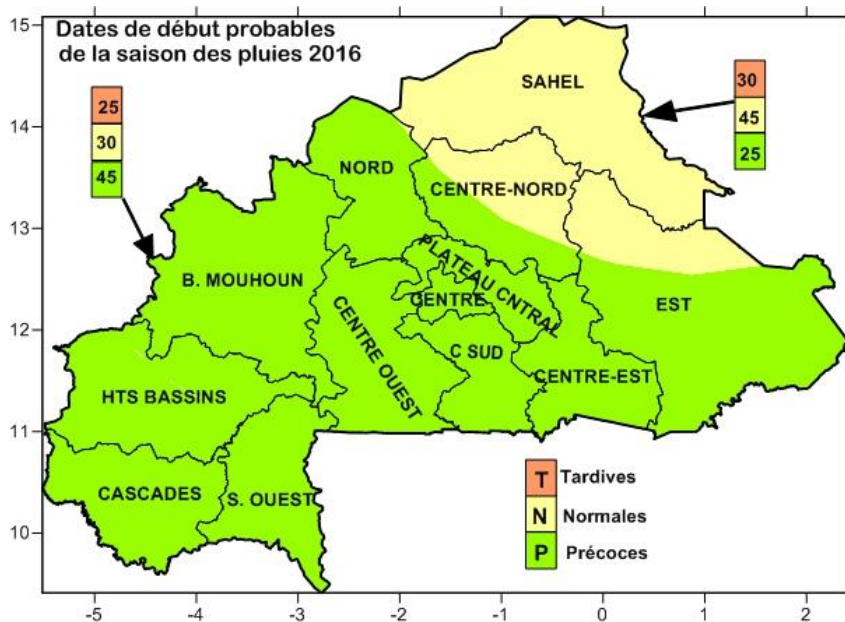 Dates de début probables
de la saison des pluies 2016
15
14
13
12
11
10
25
30
45
30
45
25
SAHEL
NORD
CENTRE-NORD
B. MOUHOUN
PLATEAU CNTRAL
CENTRE
EST
CENTRE OUEST
C SUD
CENTRE-EST
HTS BASSINS
CASCADES
S. OUEST
T Tardives
N Normales
P Précoces
-5 -4 -3 -2 -1 0 1 2